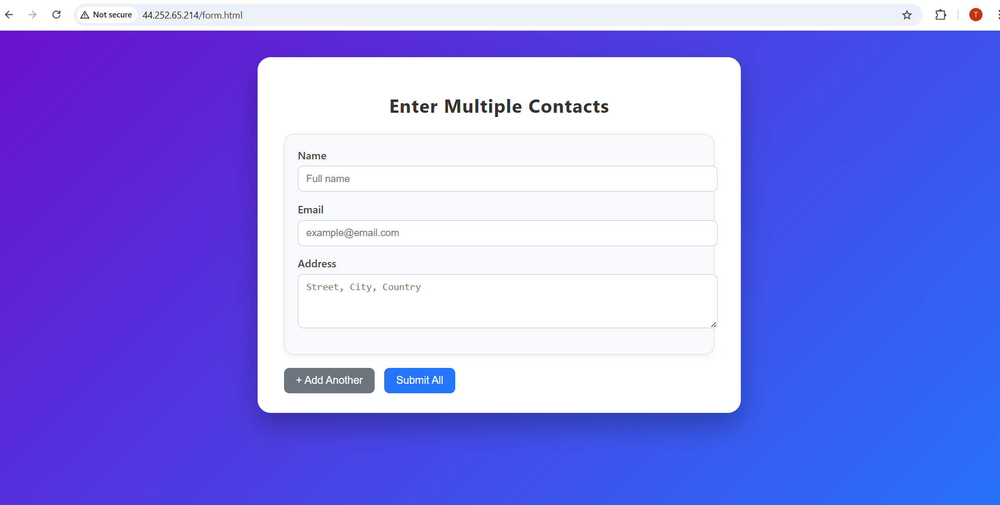 Not secure 44.252.65.214/form.html T
Enter Multiple Contacts
Name
Full name
Email
example@email.com
Address
Street, City, Country
+ Add Another Submit All